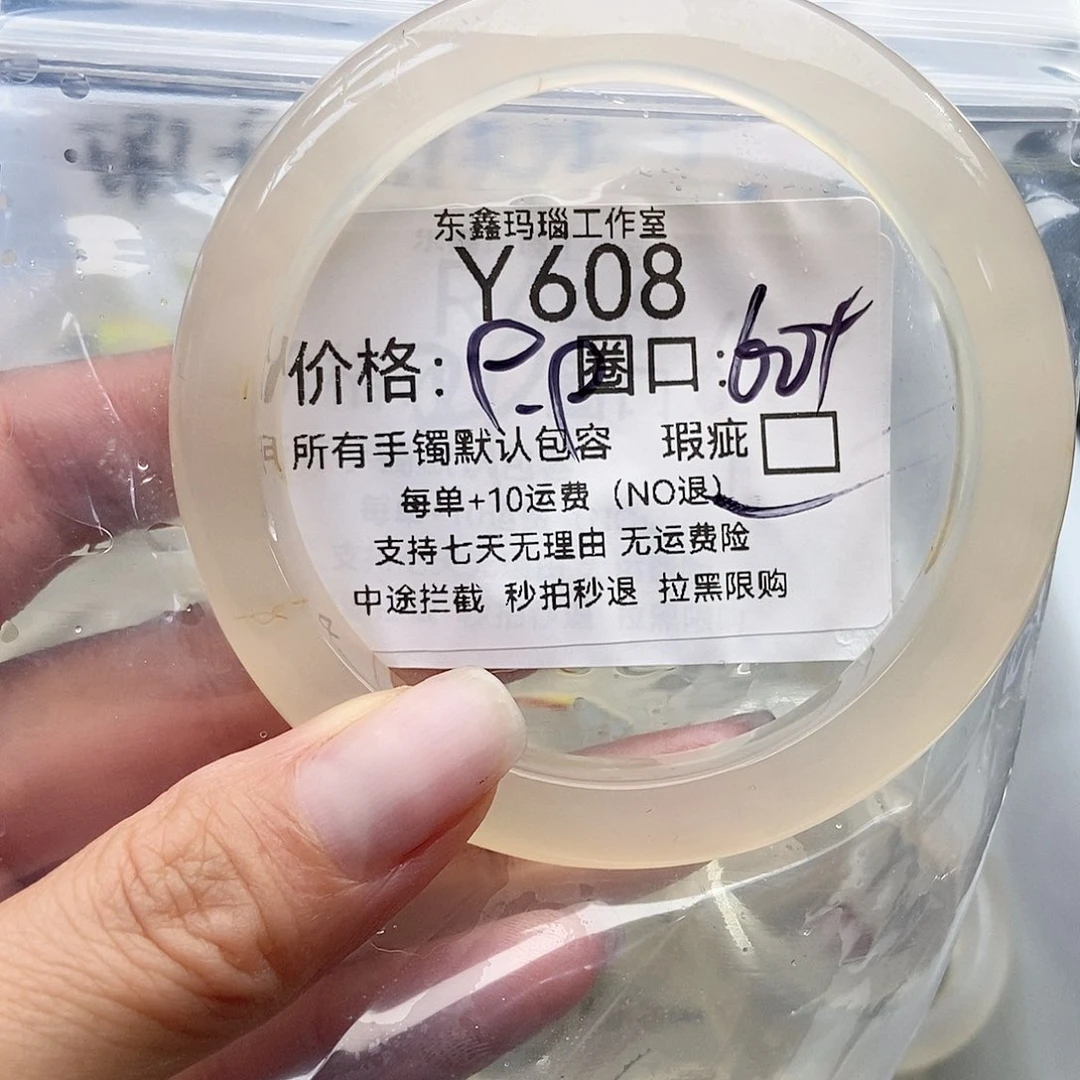 东鑫玛瑙工作室
Y608
价格: P-P 圈口: 60+
所有手镯默认包容 瑕疵
每单+10运费（NO退）
支持七天无理由 无运费险
中途拦截 秒拍秒退 拉黑限购